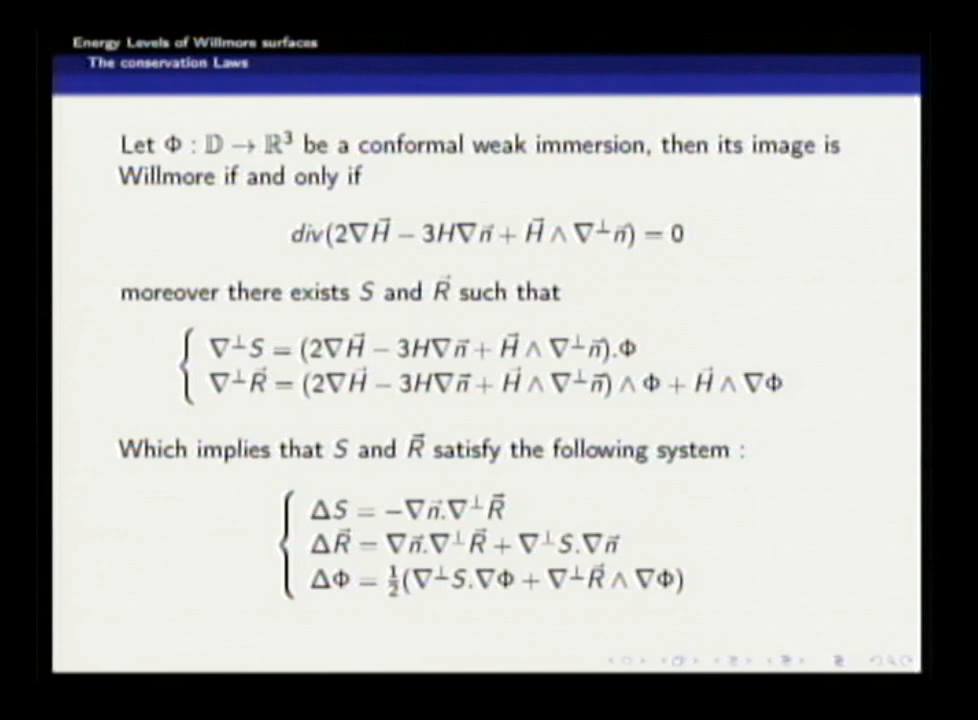 Energy Levels of Willmore surfaces
The conservation Laws
Let Φ : 𝔻 → ℝ³ be a conformal weak immersion, then its image is
Willmore if and only if
div(2∇H⃗ − 3H∇n⃗ + H⃗ ∧ ∇⊥n⃗) = 0
moreover there exists S and R⃗ such that
∇⊥S = (2∇H⃗ − 3H∇n⃗ + H⃗ ∧ ∇⊥n⃗).Φ
∇⊥R⃗ = (2∇H⃗ − 3H∇n⃗ + H⃗ ∧ ∇⊥n⃗) ∧ Φ + H⃗ ∧ ∇Φ
Which implies that S and R⃗ satisfy the following system :
ΔS = −∇n⃗.∇⊥R⃗
ΔR⃗ = ∇n⃗.∇⊥R⃗ + ∇⊥S.∇n⃗
ΔΦ = ½(∇⊥S.∇Φ + ∇⊥R⃗ ∧ ∇Φ)